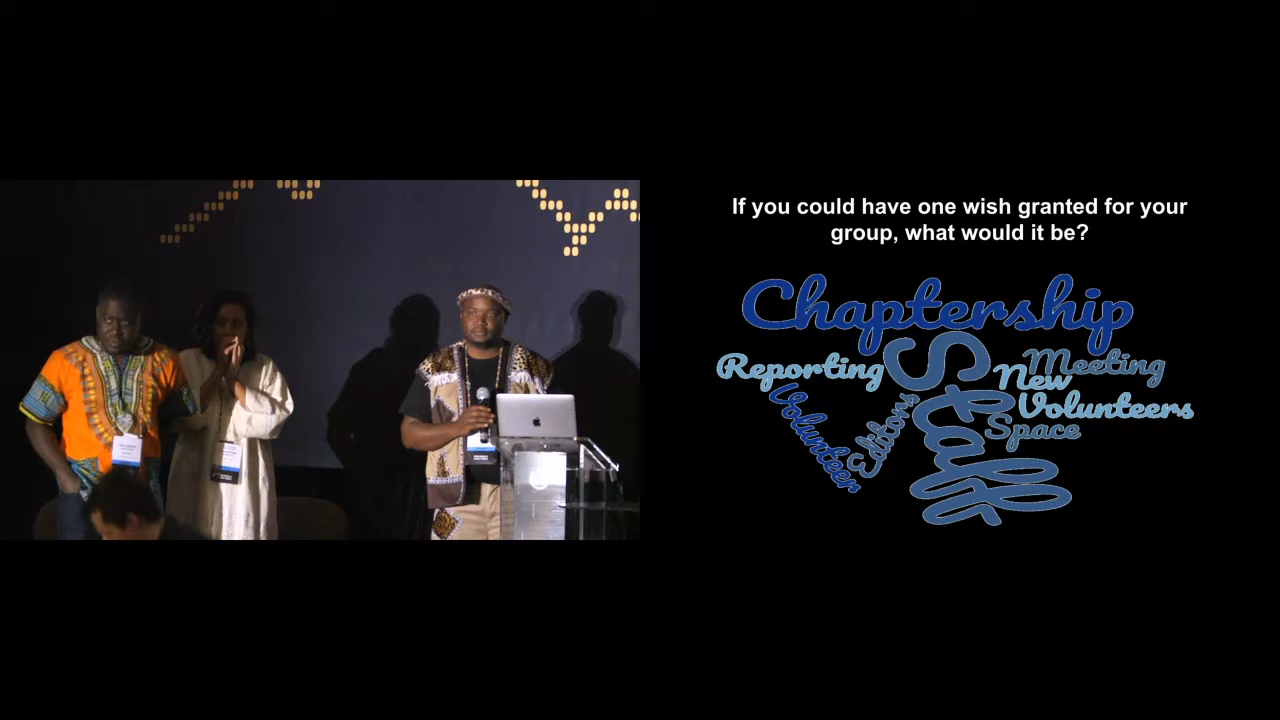 If you could have one wish granted for your
group, what would it be?
Chaptership
Reporting
Staff
Meeting
New
Volunteers
Space
Volunteer
Editors